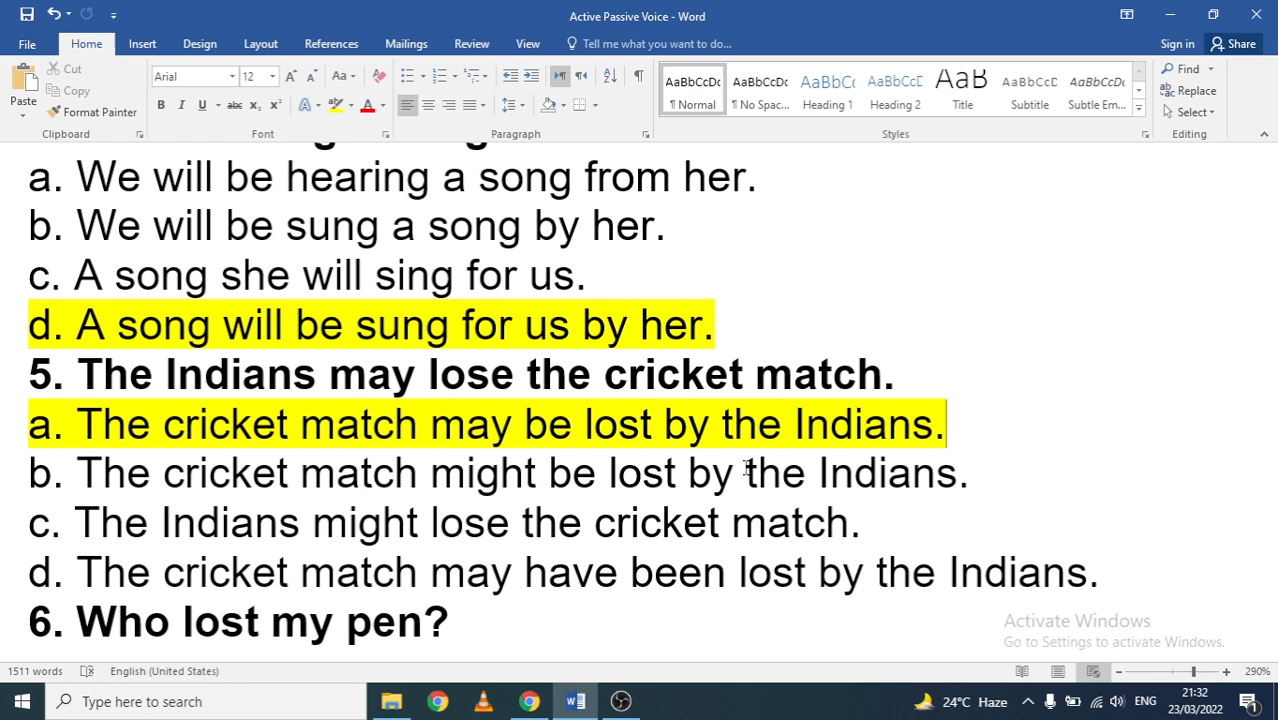 Active Passive Voice - Word
File Home Insert Design Layout References Mailings Review View Tell me what you want to do... Sign in Share
Paste
Cut
Copy
Format Painter
Clipboard
Arial 12
Font
Paragraph
AaBbCcDc AaBbCcDc AaBbCc AaBbCcD AaB AaBbCcD AaBbCcDc
¶ Normal ¶ No Spac... Heading 1 Heading 2 Title Subtitle Subtle Em...
Styles
Find
Replace
Select
Editing
a. We will be hearing a song from her.
b. We will be sung a song by her.
c. A song she will sing for us.
d. A song will be sung for us by her.
5. The Indians may lose the cricket match.
a. The cricket match may be lost by the Indians.
b. The cricket match might be lost by the Indians.
c. The Indians might lose the cricket match.
d. The cricket match may have been lost by the Indians.
6. Who lost my pen?
Activate Windows
Go to Settings to activate Windows.
1511 words English (United States) 290%
Type here to search 24°C Haze ENG 21:32
23/03/2022